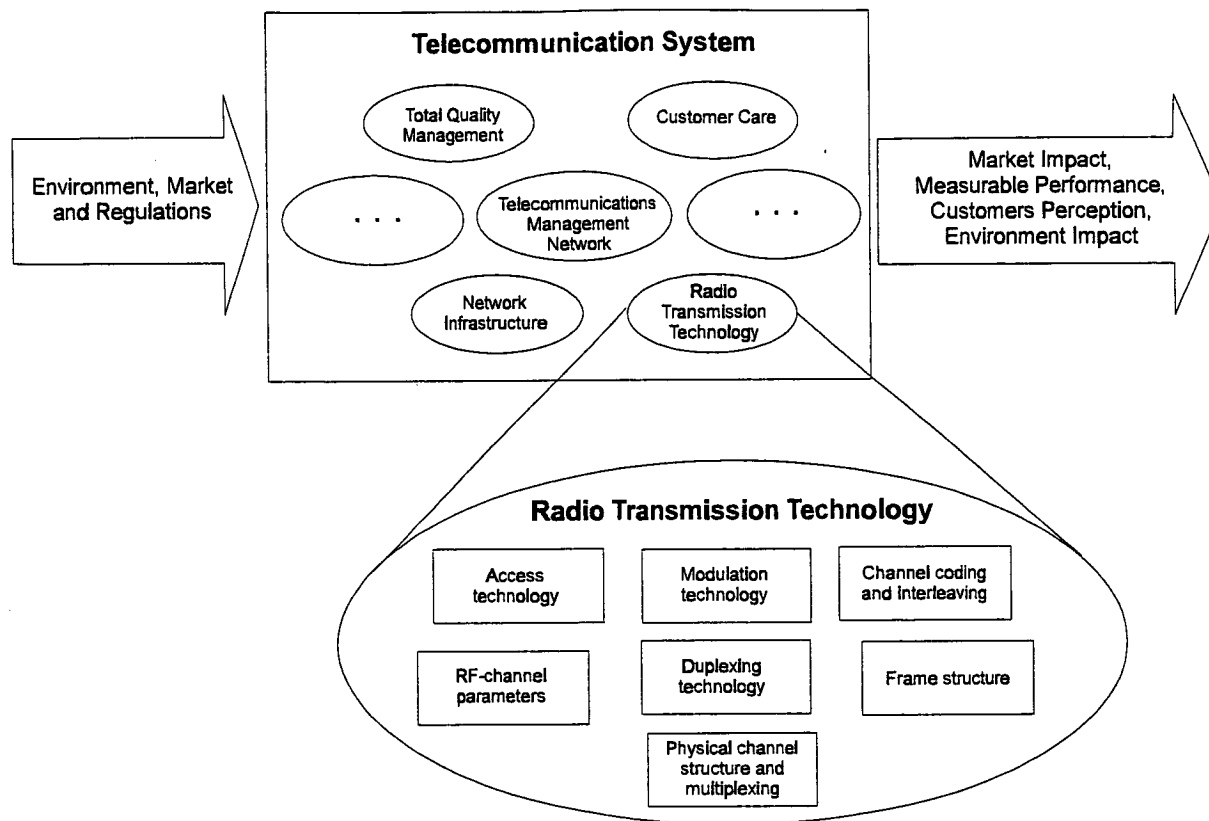 Telecommunication System
Total Quality
Management
Customer Care
Environment, Market
and Regulations
. . .
Telecommunications
Management
Network
. . .
Market Impact,
Measurable Performance,
Customers Perception,
Environment Impact
Network
Infrastructure
Radio
Transmission
Technology
Radio Transmission Technology
Access
technology
Modulation
technology
Channel coding
and interleaving
RF-channel
parameters
Duplexing
technology
Frame structure
Physical channel
structure and
multiplexing